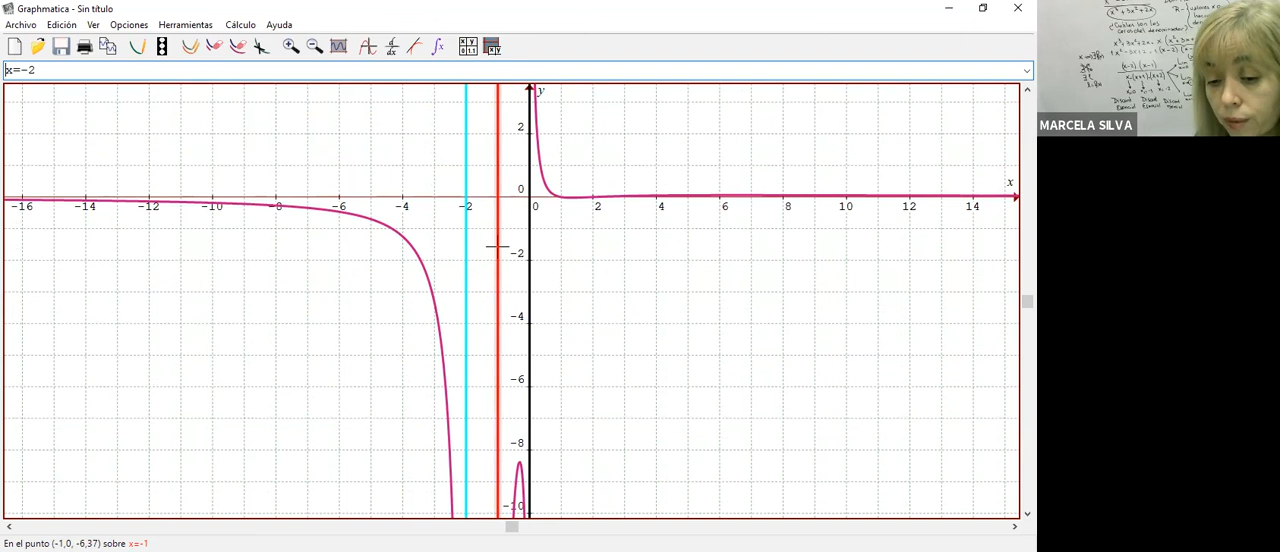 Graphmatica - Sin título
Archivo Edición Ver Opciones Herramientas Cálculo Ayuda
x=-2
y
2
0
x
-16 -14 -12 -10 -8 -6 -4 -2 0 2 4 6 8 10 12 14
-2
-4
-6
-8
-10
En el punto (-1,0, -6,37) sobre x=-1
MARCELA SILVA